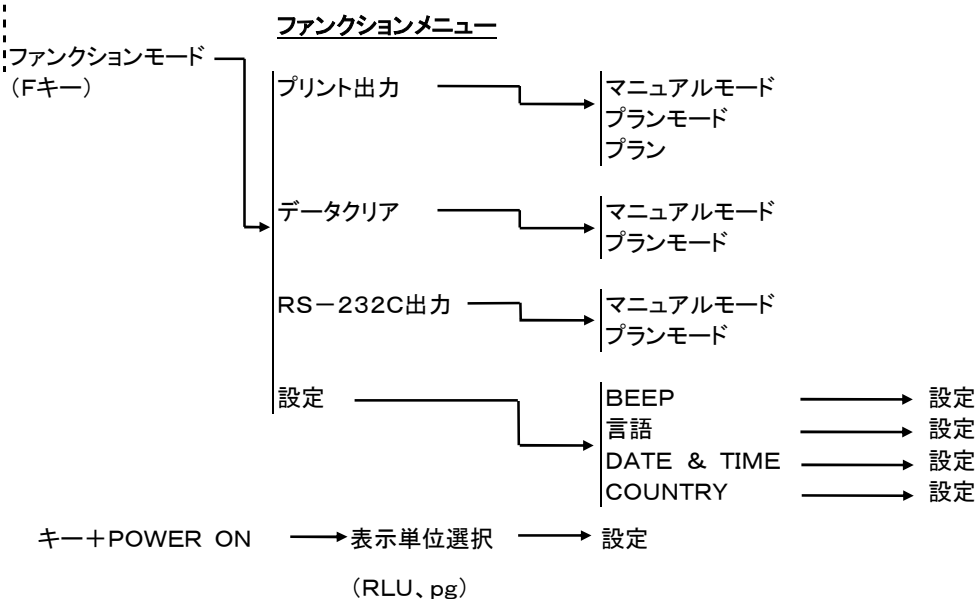 ファンクションメニュー
ファンクションモード
(Fキー)
プリント出力
マニュアルモード
プランモード
プラン
データクリア
マニュアルモード
プランモード
RS－232C出力
マニュアルモード
プランモード
設定
BEEP
設定
言語
設定
DATE & TIME
設定
COUNTRY
設定
キー＋POWER ON
表示単位選択
設定
(RLU、pg)